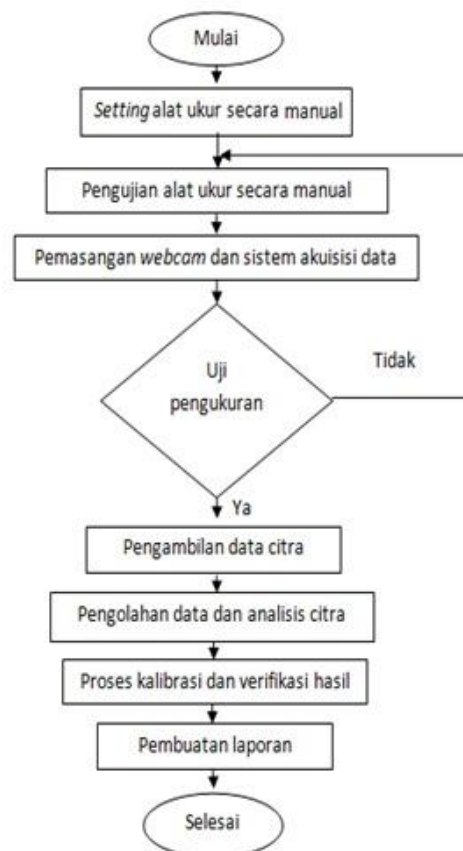 Mulai
Setting alat ukur secara manual
Pengujian alat ukur secara manual
Pemasangan webcam dan sistem akuisisi data
Uji
pengukuran
Tidak
Ya
Pengambilan data citra
Pengolahan data dan analisis citra
Proses kalibrasi dan verifikasi hasil
Pembuatan laporan
Selesai